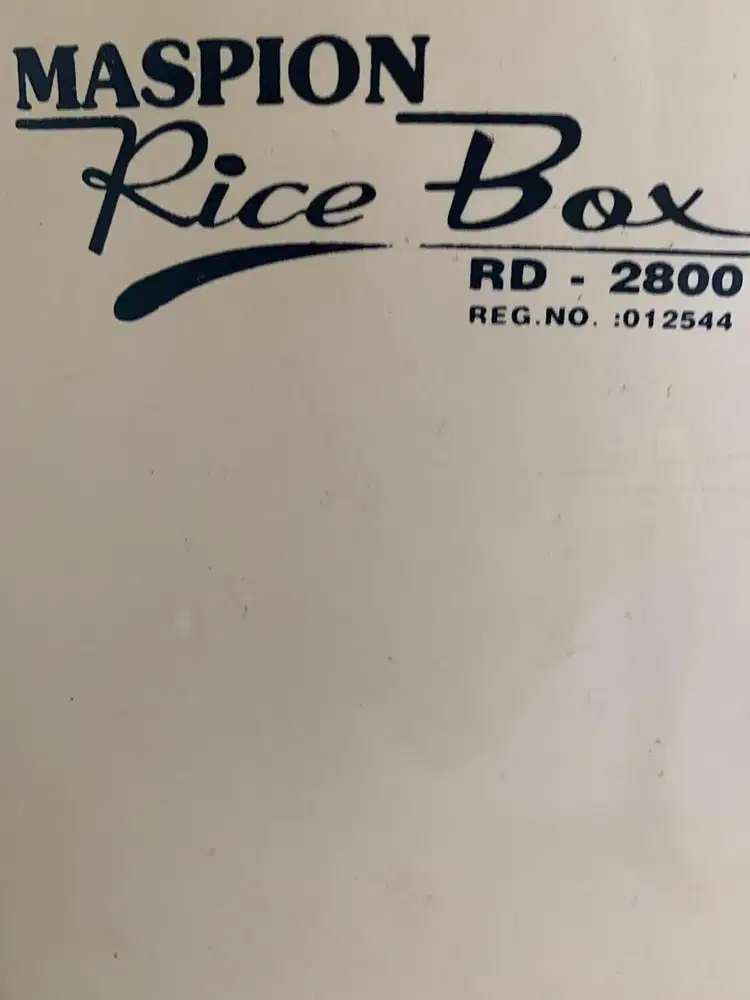 MASPION
Rice Box
RD - 2800
REG.NO. :012544